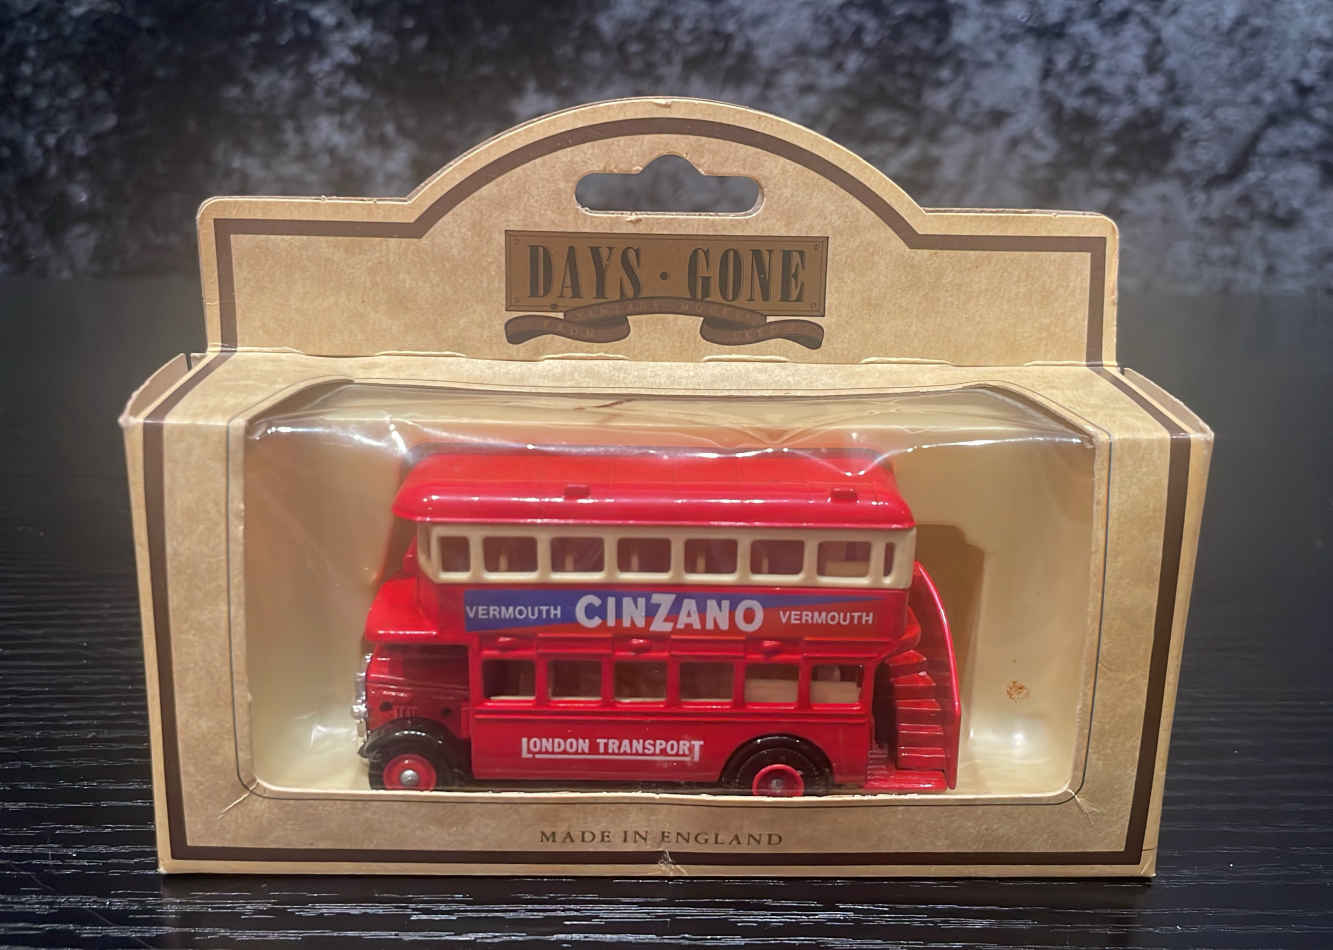 DAYS · GONE
VERMOUTH CINZANO VERMOUTH
LONDON TRANSPORT
MADE IN ENGLAND